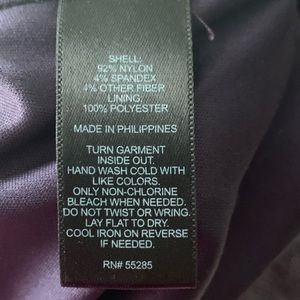 SHELL:
92% NYLON
4% SPANDEX
4% OTHER FIBER
LINING:
100% POLYESTER
MADE IN PHILIPPINES
TURN GARMENT
INSIDE OUT.
HAND WASH COLD WITH
LIKE COLORS.
ONLY NON-CHLORINE
BLEACH WHEN NEEDED.
DO NOT TWIST OR WRING.
LAY FLAT TO DRY.
COOL IRON ON REVERSE
IF NEEDED.
RN# 55285